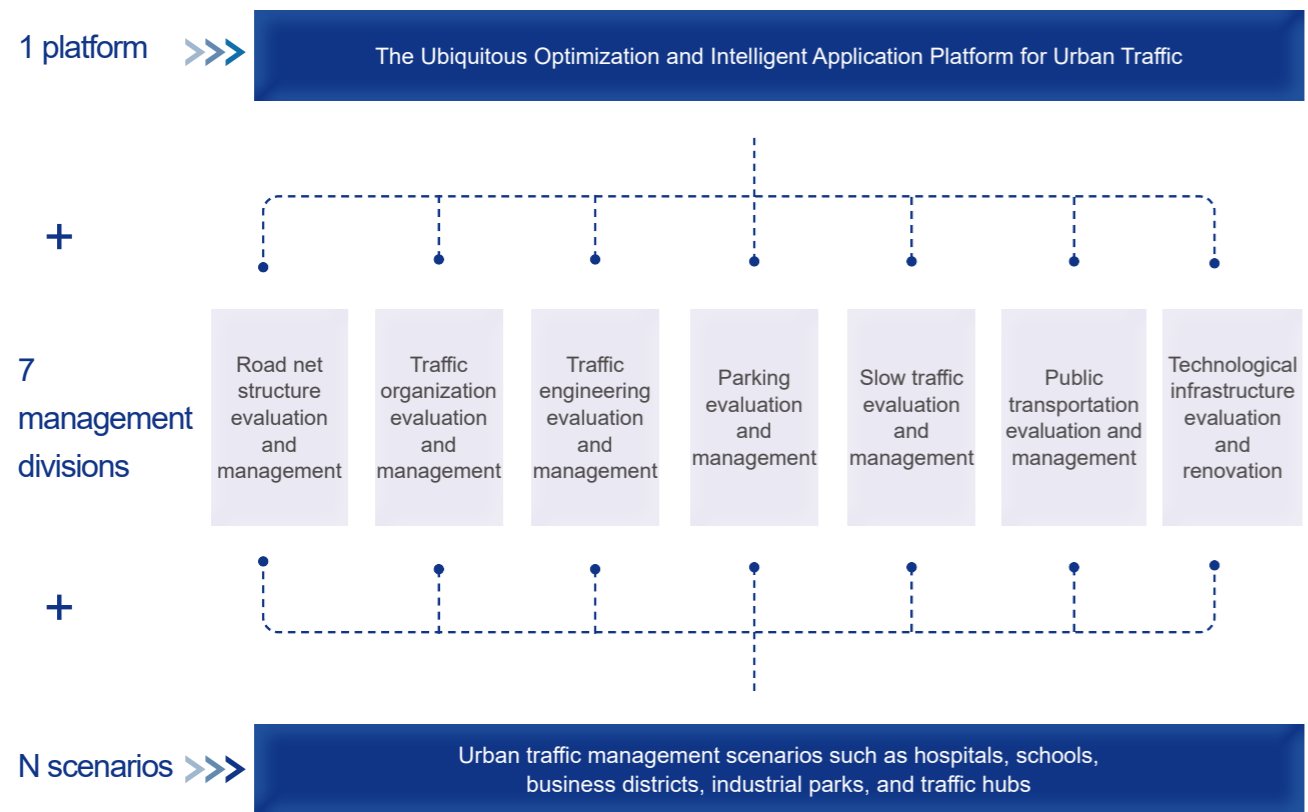 1 platform
The Ubiquitous Optimization and Intelligent Application Platform for Urban Traffic
+
7
management
divisions
Road net
structure
evaluation
and
management
Traffic
organization
evaluation
and
management
Traffic
engineering
evaluation
and
management
Parking
evaluation
and
management
Slow traffic
evaluation
and
management
Public
transportation
evaluation and
management
Technological
infrastructure
evaluation
and
renovation
+
N scenarios
Urban traffic management scenarios such as hospitals, schools,
business districts, industrial parks, and traffic hubs